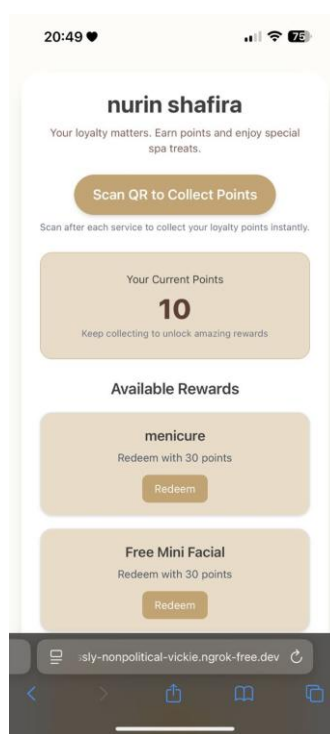 20:49
75
nurin shafira
Your loyalty matters. Earn points and enjoy special
spa treats.
Scan QR to Collect Points
Scan after each service to collect your loyalty points instantly.
Your Current Points
10
Keep collecting to unlock amazing rewards
Available Rewards
menicure
Redeem with 30 points
Redeem
Free Mini Facial
Redeem with 30 points
Redeem
ssly-nonpolitical-vickie.ngrok-free.dev